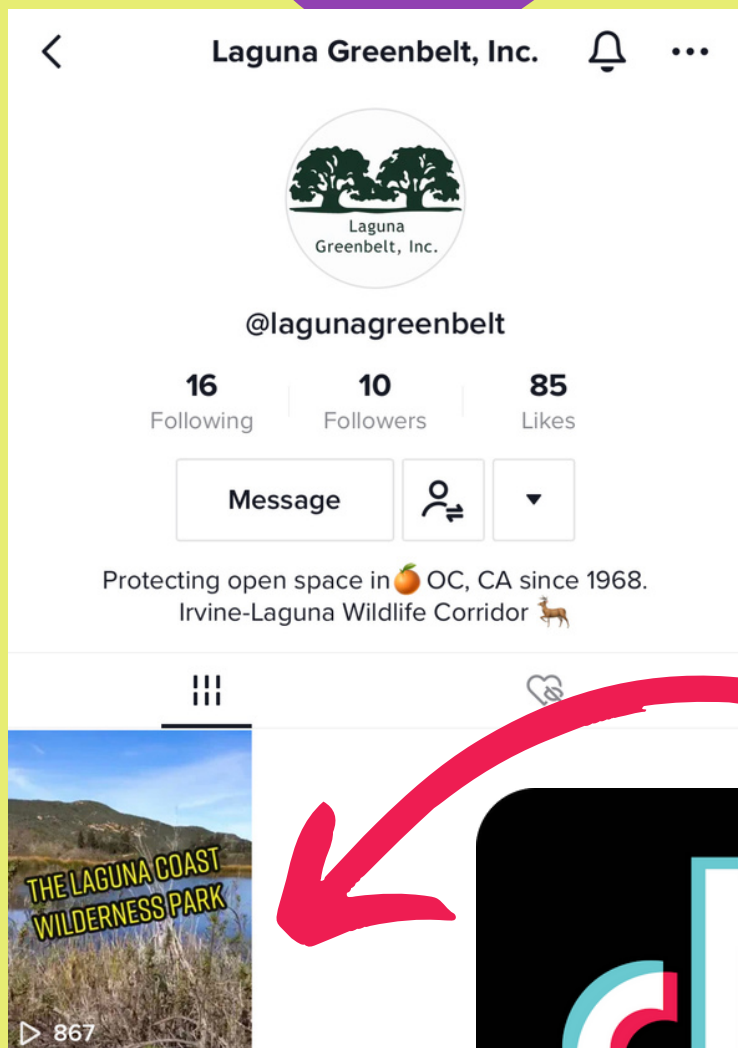 Laguna Greenbelt, Inc.
Laguna
Greenbelt, Inc.
@lagunagreenbelt
16 10 85
Following Followers Likes
Message
Protecting open space in🍊OC, CA since 1968.
Irvine-Laguna Wildlife Corridor 🦌
THE LAGUNA COAST
WILDERNESS PARK
867